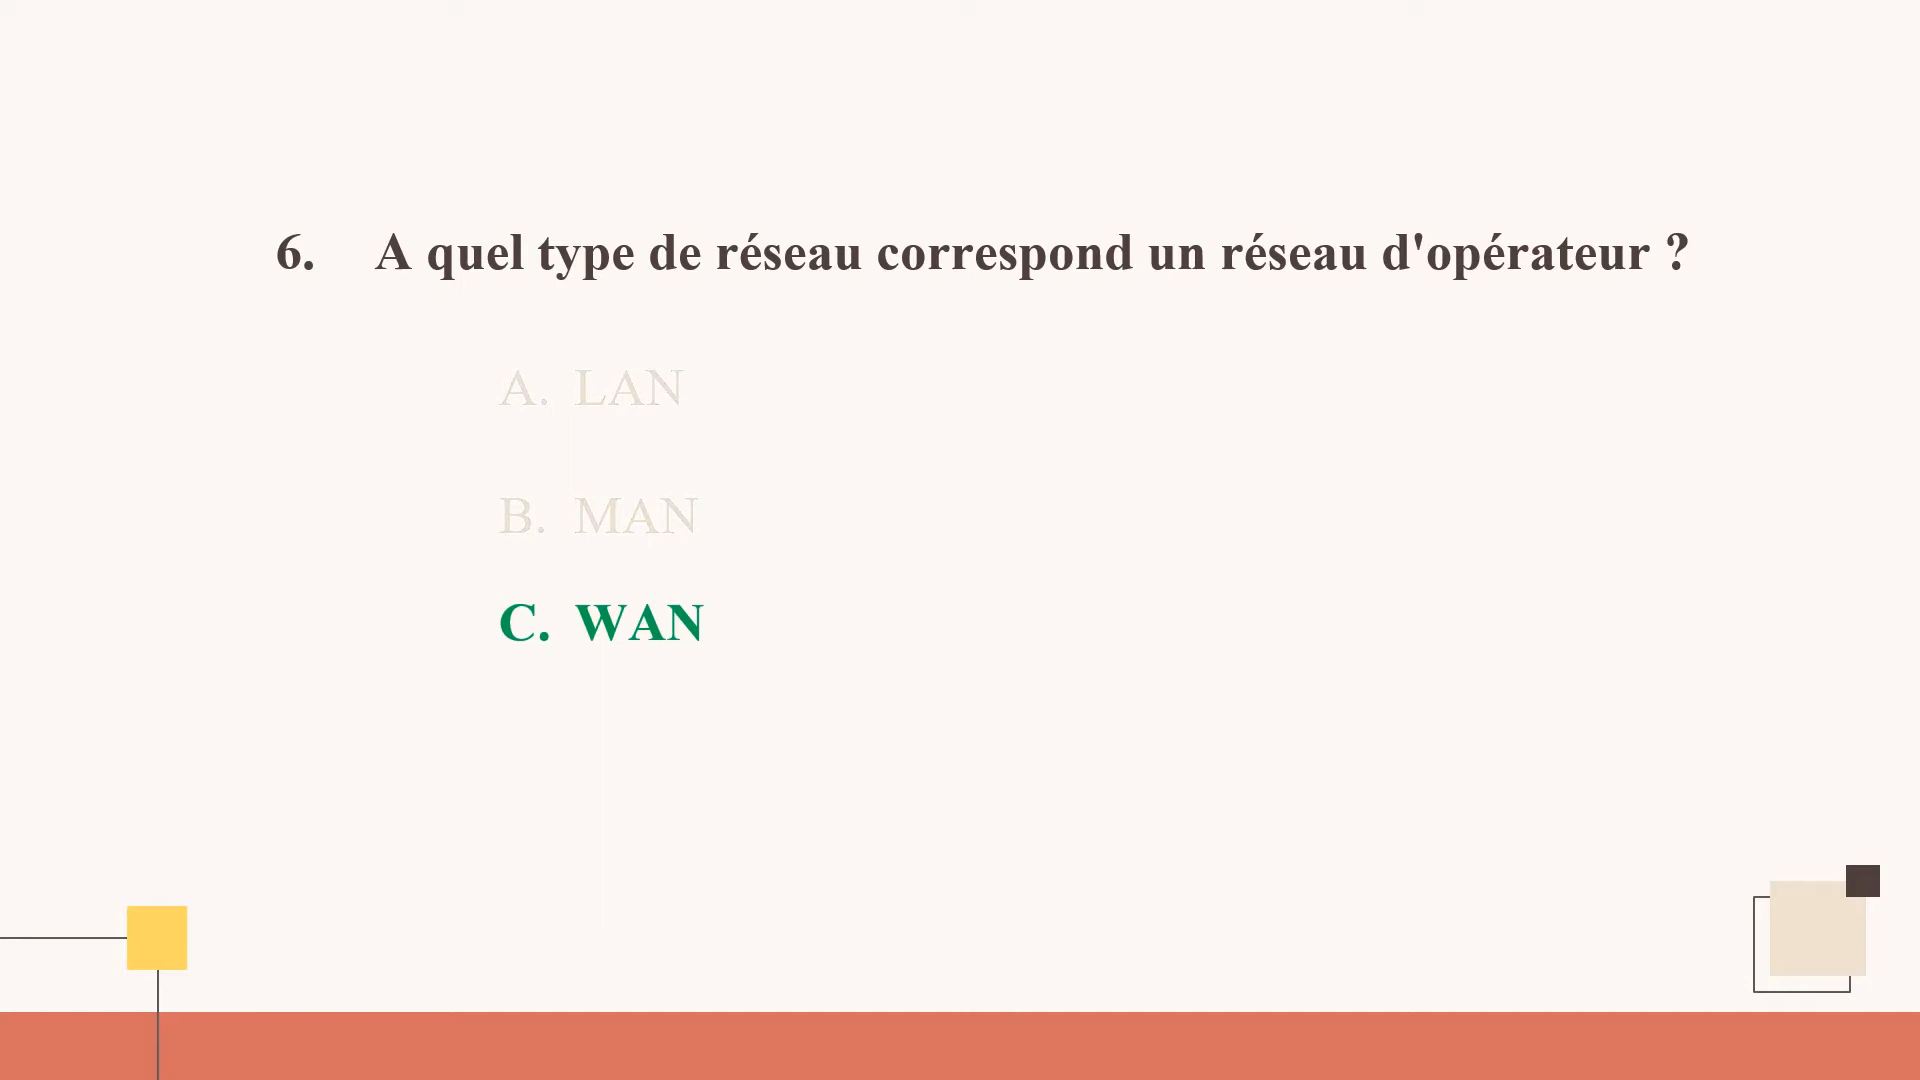 6. A quel type de réseau correspond un réseau d'opérateur ?
A. LAN
B. MAN
C. WAN